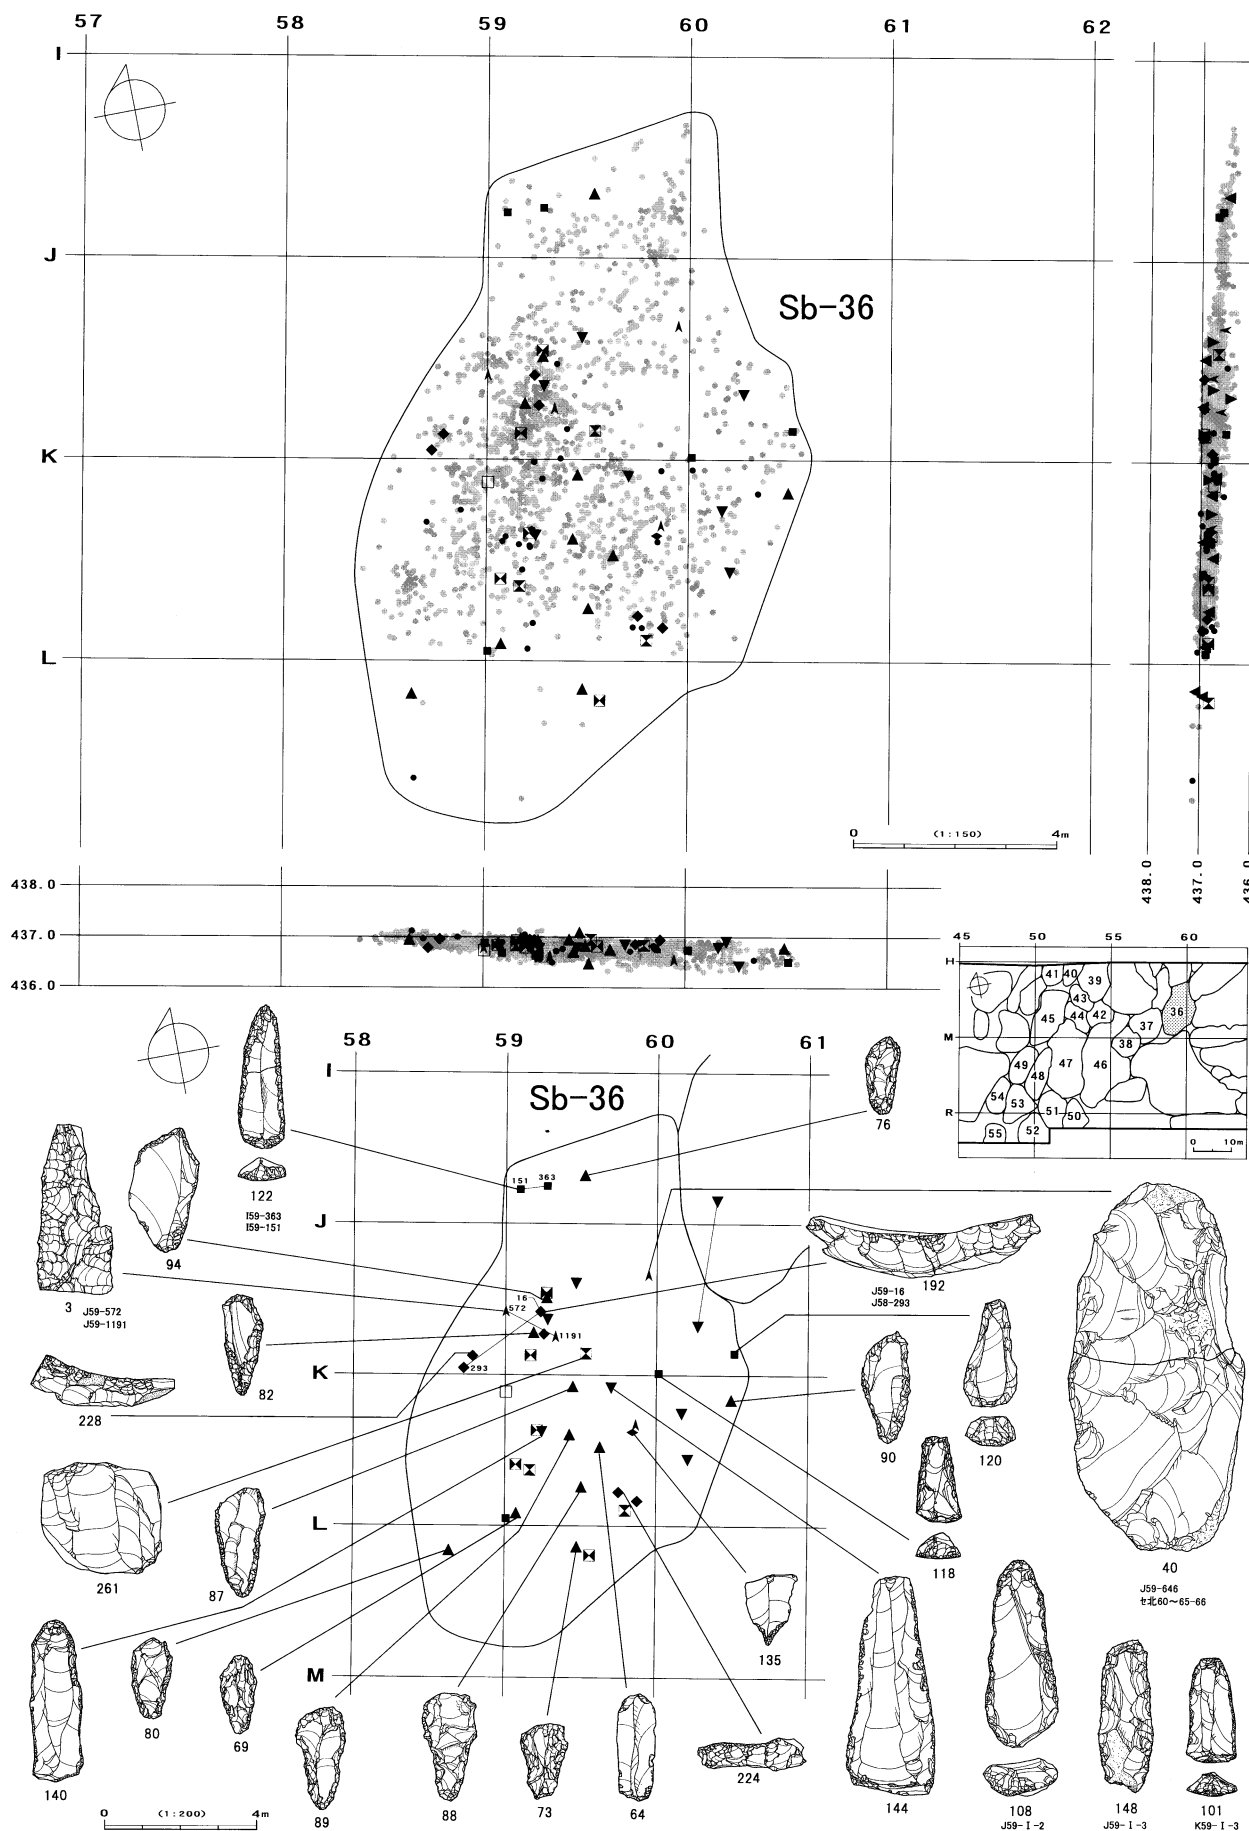 57 58 59 60 61 62
I
J
Sb-36
K
L
0 (1:150) 4m
438.0
437.0
436.0
438.0 437.0 436.0
45 50 55 60
H
M
R
41 40 39
43
45 44 42 36
37
38
49 48 47 46
54 53 51 50
55 52
0 10m
58 59 60 61
I
Sb-36
J
K
L
M
151 363
16
572
1191
293
76
122
I59-363
I59-151
94
3 J59-572
J59-1191
82
228
192
J59-16
J58-293
90
120
118
40
J59-646
セ北60～65-66
261
87
135
140
80
69
89
88
73
64
224
144
108
J59-I-2
148
J59-I-3
101
K59-I-3
0 (1:200) 4m